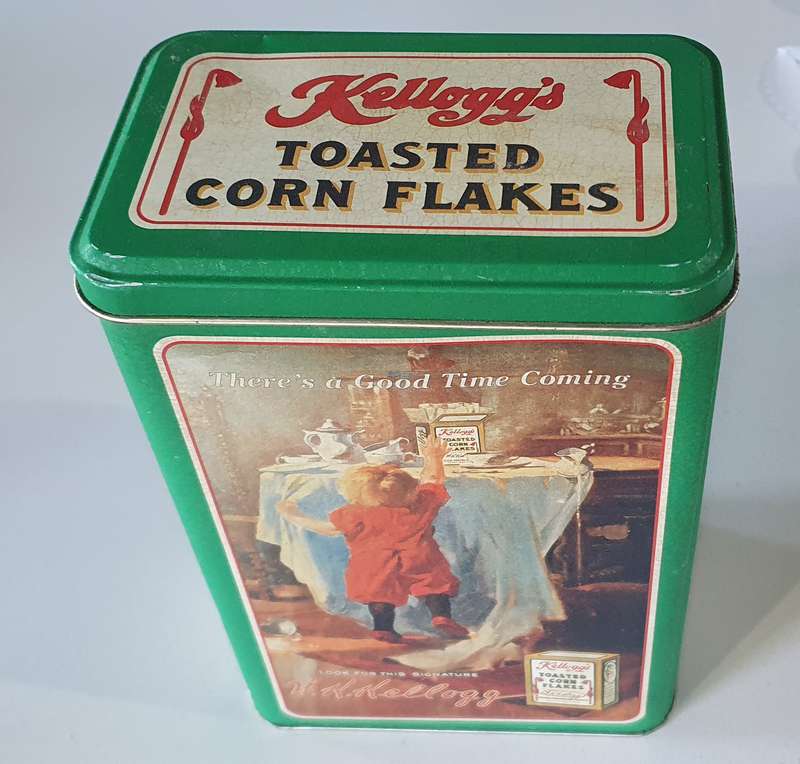 Kellogg's
TOASTED
CORN FLAKES
There's a Good Time Coming
Kellogg's
TOASTED
CORN
FLAKES
LOOK FOR THIS SIGNATURE
W.K.Kellogg
Kellogg's
TOASTED
CORN
FLAKES